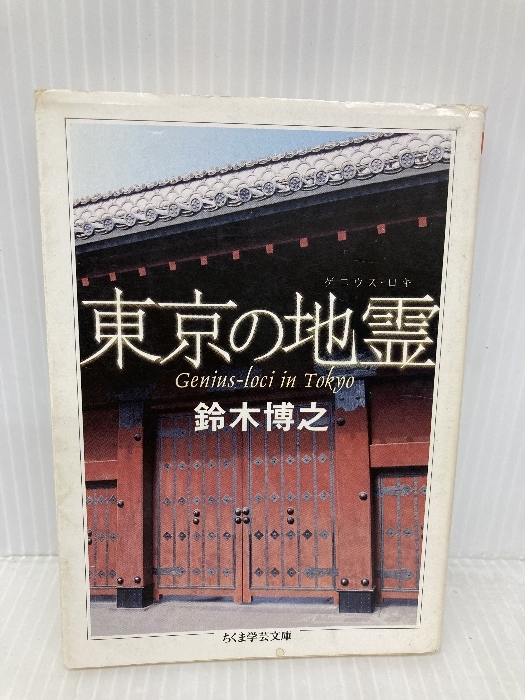 ゲニウス・ロキ
東京の地霊
Genius-loci in Tokyo
鈴木博之
ちくま学芸文庫